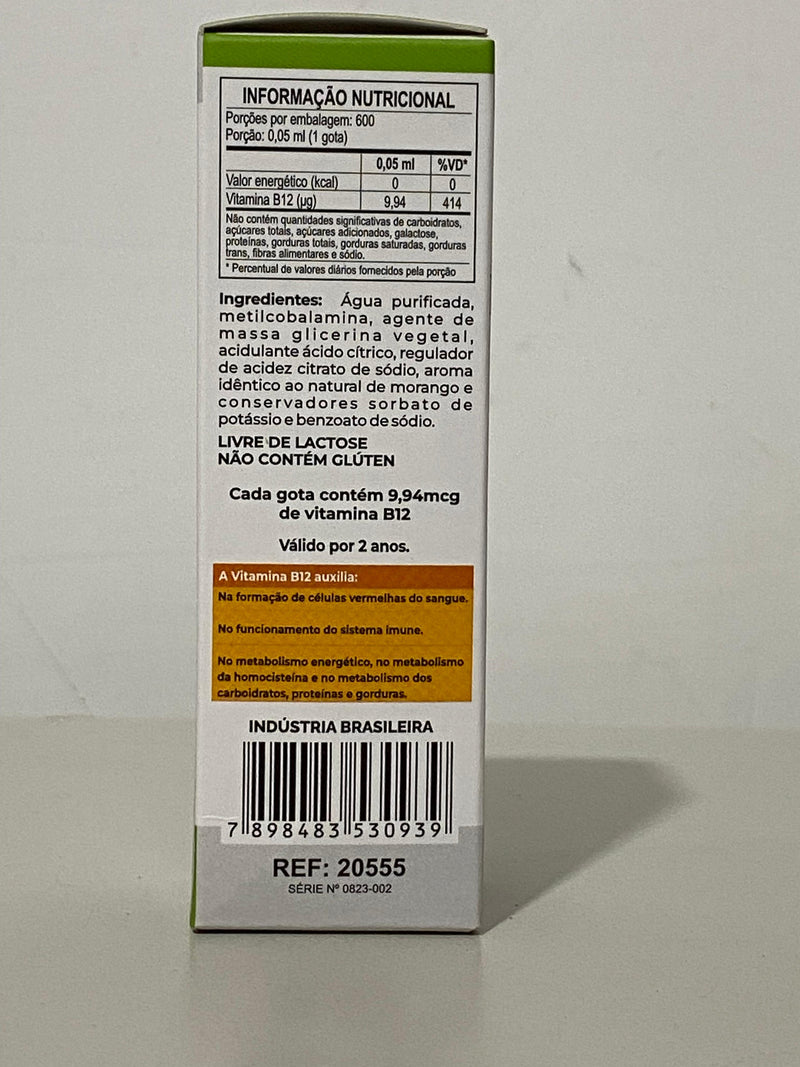 INFORMAÇÃO NUTRICIONAL
Porções por embalagem: 600
Porção: 0,05 ml (1 gota)
0,05 ml %VD*
Valor energético (kcal) 0 0
Vitamina B12 (µg) 9,94 414
Não contém quantidades significativas de carboidratos,
açúcares totais, açúcares adicionados, galactose,
proteínas, gorduras totais, gorduras saturadas, gorduras
trans, fibras alimentares e sódio.
* Percentual de valores diários fornecidos pela porção
Ingredientes: Água purificada,
metilcobalamina, agente de
massa glicerina vegetal,
acidulante ácido cítrico, regulador
de acidez citrato de sódio, aroma
idêntico ao natural de morango e
conservadores sorbato de
potássio e benzoato de sódio.
LIVRE DE LACTOSE
NÃO CONTÉM GLÚTEN
Cada gota contém 9,94mcg
de vitamina B12
Válido por 2 anos.
A Vitamina B12 auxilia:
Na formação de células vermelhas do sangue.
No funcionamento do sistema imune.
No metabolismo energético, no metabolismo
da homocisteína e no metabolismo dos
carboidratos, proteínas e gorduras.
INDÚSTRIA BRASILEIRA
7 898483 530939
REF: 20555
SÉRIE Nº 0823-002